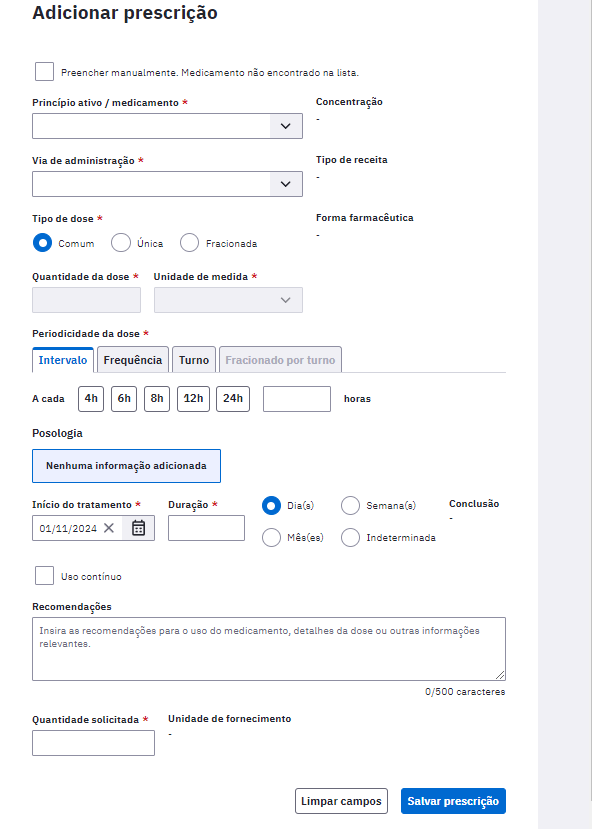 Adicionar prescrição
Preencher manualmente. Medicamento não encontrado na lista.
Princípio ativo / medicamento *
Concentração
-
Via de administração *
Tipo de receita
-
Tipo de dose *
Forma farmacêutica
-
Comum Única Fracionada
Quantidade da dose * Unidade de medida *
Periodicidade da dose *
Intervalo Frequência Turno Fracionado por turno
A cada 4h 6h 8h 12h 24h horas
Posologia
Nenhuma informação adicionada
Início do tratamento * Duração * Dia(s) Semana(s) Conclusão
-
01/11/2024 Mês(es) Indeterminada
Uso contínuo
Recomendações
Insira as recomendações para o uso do medicamento, detalhes da dose ou outras informações
relevantes.
0/500 caracteres
Quantidade solicitada * Unidade de fornecimento
-
Limpar campos Salvar prescrição